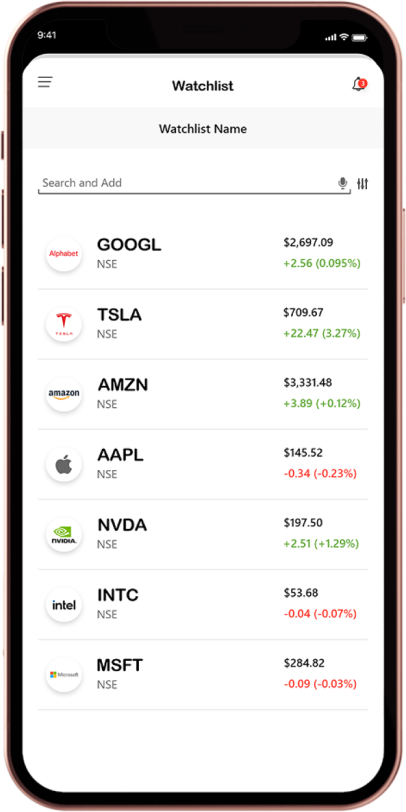 9:41
Watchlist
3
Watchlist Name
Search and Add
Alphabet
GOOGL
$2,697.09
NSE
+2.56 (0.095%)
TESLA
TSLA
$709.67
NSE
+22.47 (3.27%)
amazon
AMZN
$3,331.48
NSE
+3.89 (+0.12%)
AAPL
$145.52
NSE
-0.34 (-0.23%)
NVIDIA.
NVDA
$197.50
NSE
+2.51 (+1.29%)
intel
INTC
$53.68
NSE
-0.04 (-0.07%)
Microsoft
MSFT
$284.82
NSE
-0.09 (-0.03%)